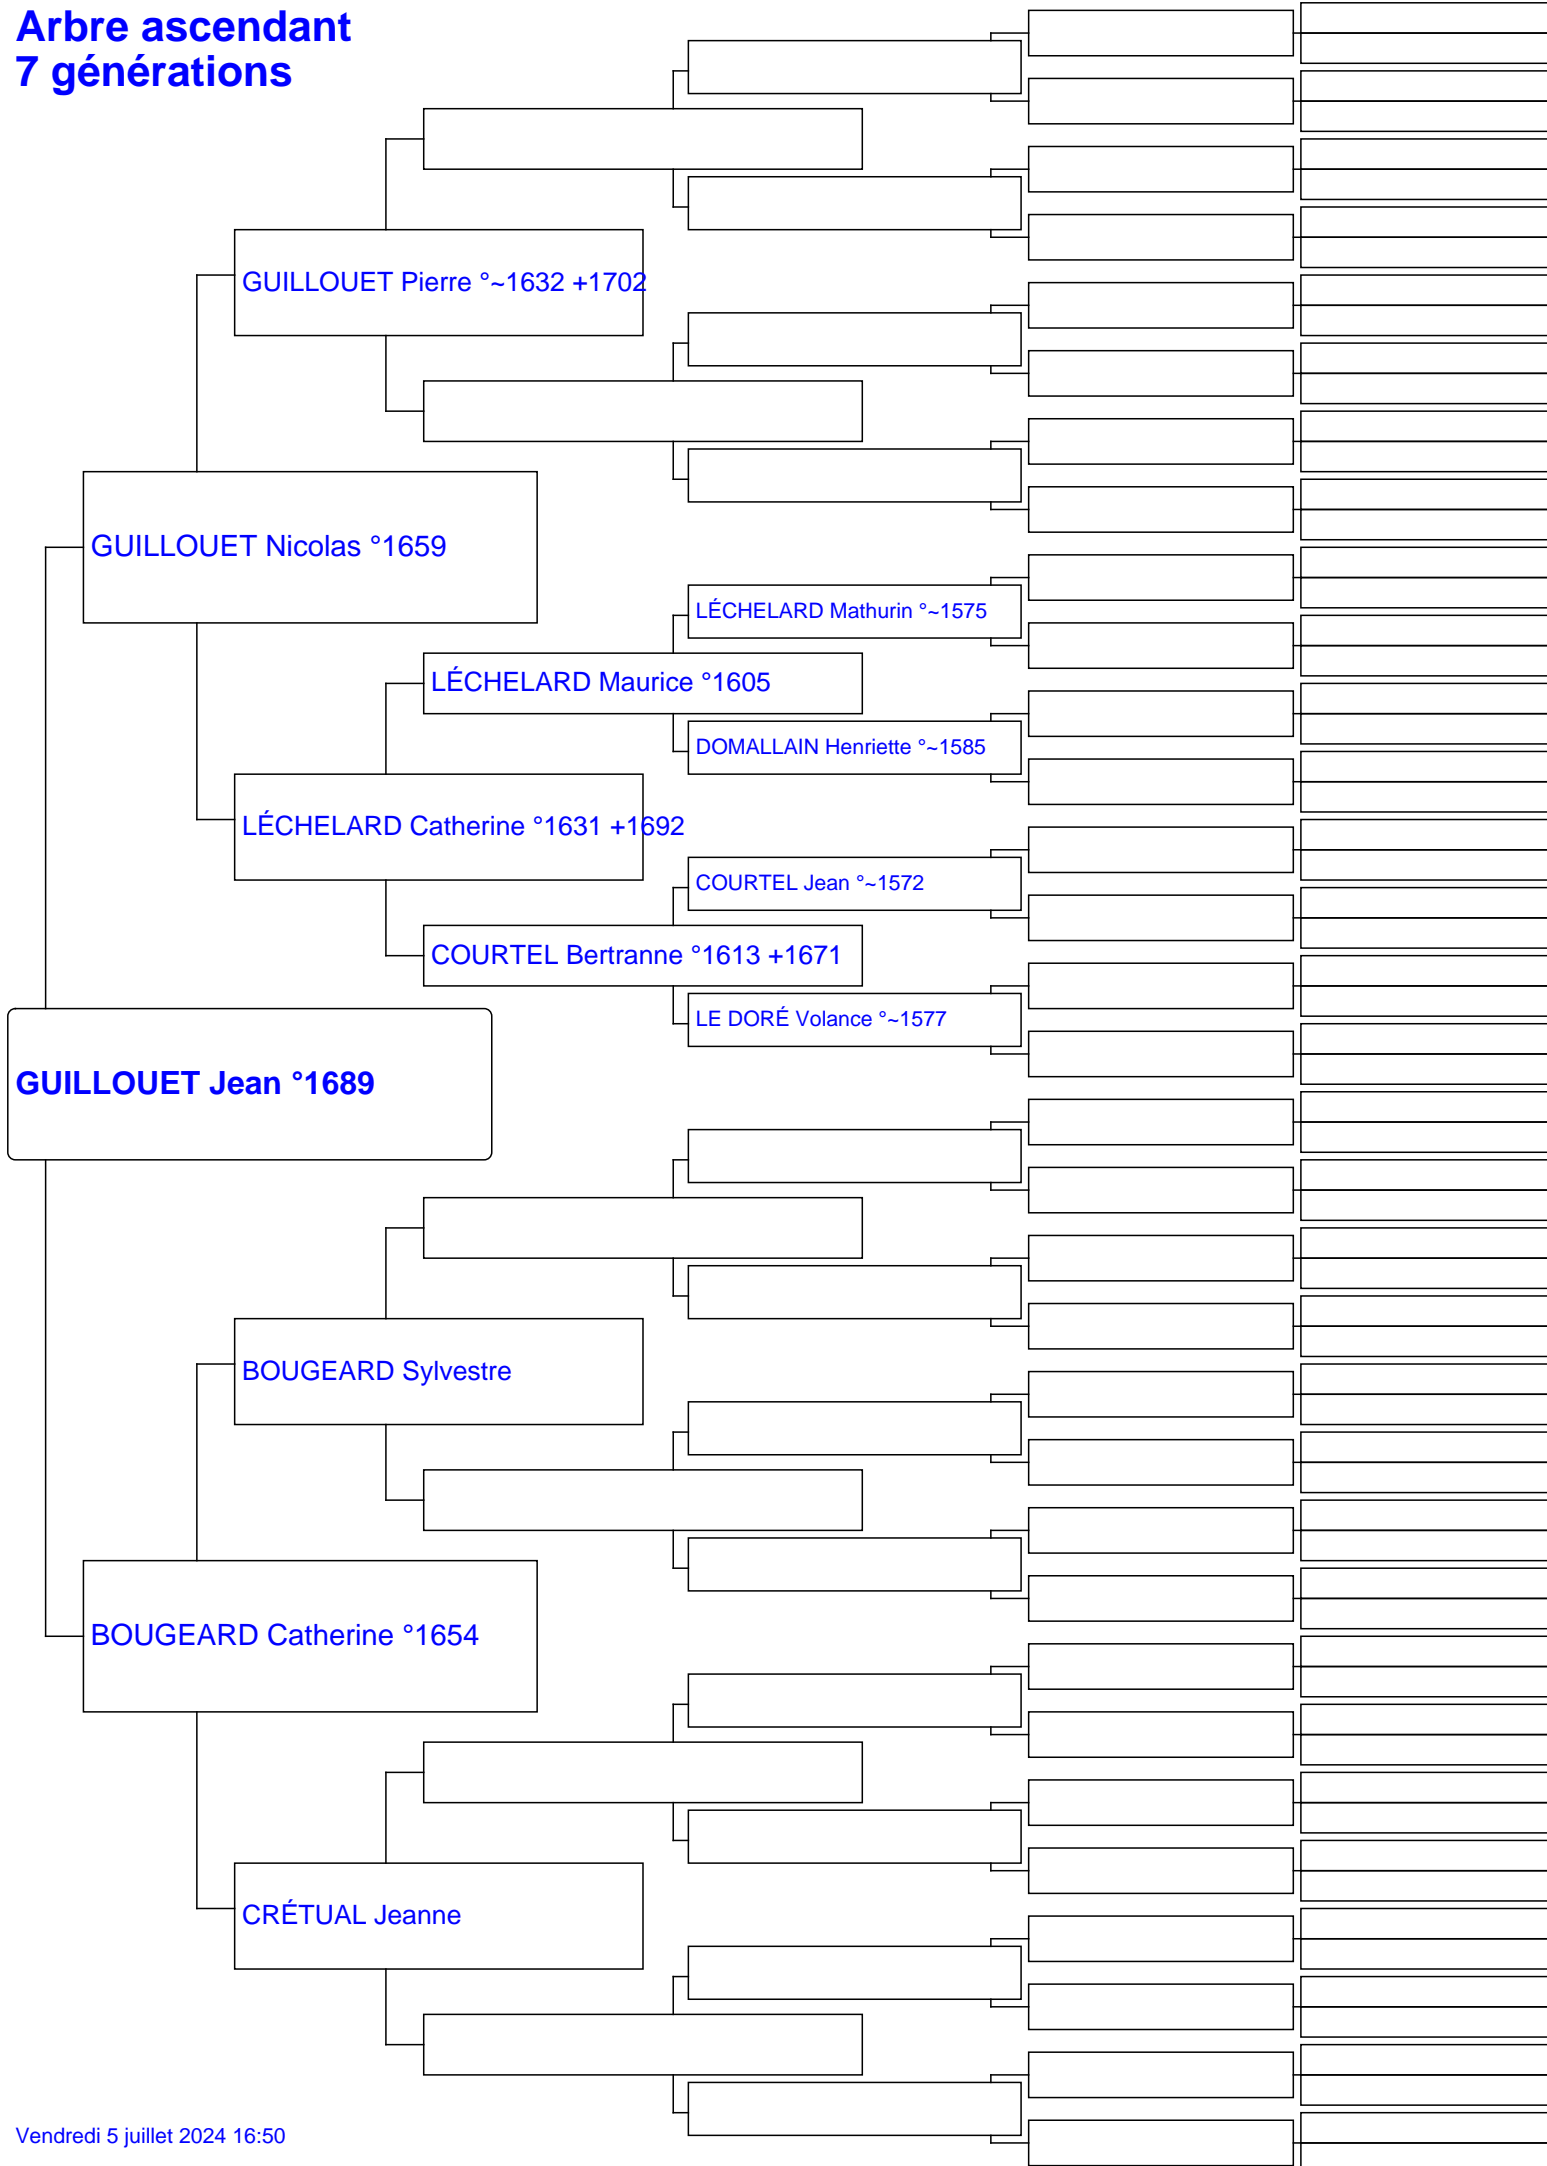 Arbre ascendant
7 générations
GUILLOUET Pierre °~1632 +1702
GUILLOUET Nicolas °1659
LÉCHELARD Mathurin °~1575
LÉCHELARD Maurice °1605
DOMALLAIN Henriette °~1585
LÉCHELARD Catherine °1631 +1692
COURTEL Jean °~1572
COURTEL Bertranne °1613 +1671
LE DORÉ Volance °~1577
GUILLOUET Jean °1689
BOUGEARD Sylvestre
BOUGEARD Catherine °1654
CRÉTUAL Jeanne
Vendredi 5 juillet 2024 16:50